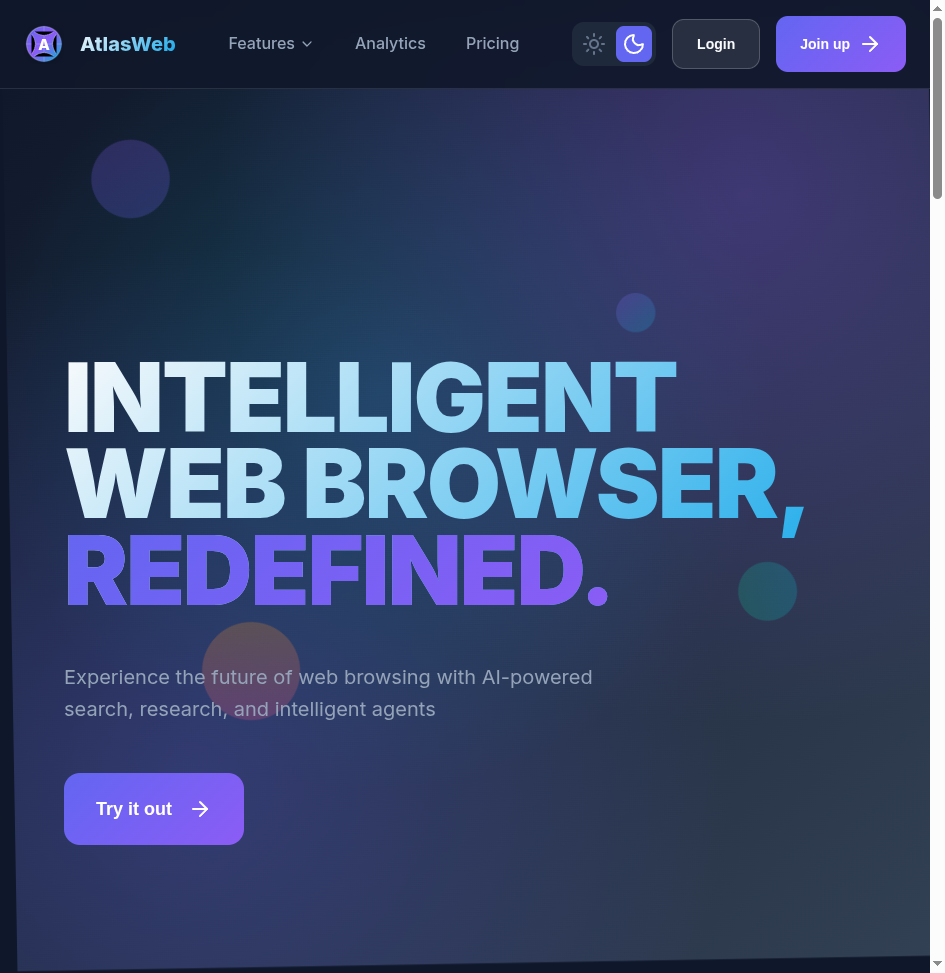 A
AtlasWeb
Features
Analytics
Pricing
Login
Join up
INTELLIGENT
WEB BROWSER,
REDEFINED.
Experience the future of web browsing with AI-powered
search, research, and intelligent agents
Try it out